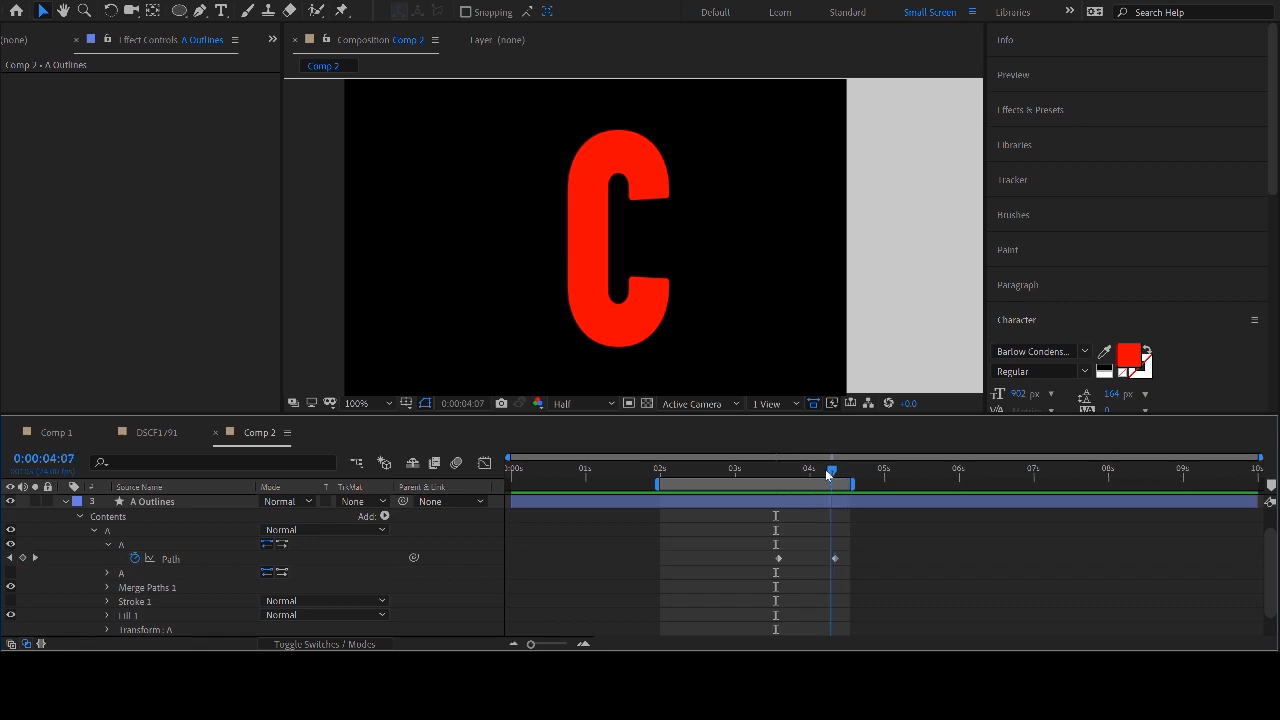 Snapping
Default
Learn
Standard
Small Screen
Libraries
Search Help
(none)
Effect Controls A Outlines
Composition Comp 2
Layer (none)
Info
Comp 2 • A Outlines
Comp 2
Preview
Effects & Presets
Libraries
Tracker
Brushes
Paint
Paragraph
Character
C
Barlow Condens...
Regular
902 px
164 px
100%
0:00:04:07
Half
Active Camera
1 View
+0.0
Comp 1
DSCF1791
Comp 2
0:00:04:07
00103 (24.00 fps)
0:00s 01s 02s 03s 04s 05s 06s 07s 08s 09s 10s
# Source Name Mode T TrkMat Parent & Link
3 A Outlines Normal None None
Contents Add:
A Normal
A
Path
A
Merge Paths 1
Stroke 1 Normal
Fill 1 Normal
Transform : A
Toggle Switches / Modes